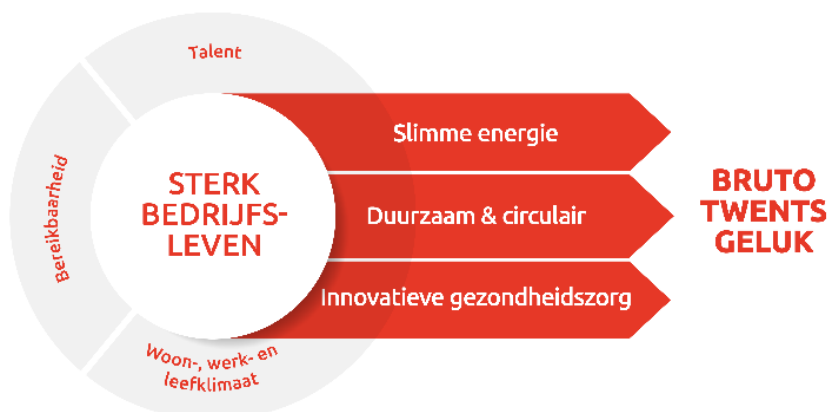 Talent
Bereikbaarheid
Woon-, werk- en
leefklimaat
STERK
BEDRIJFS-
LEVEN
Slimme energie
Duurzaam & circulair
Innovatieve gezondheidszorg
BRUTO
TWENTS
GELUK